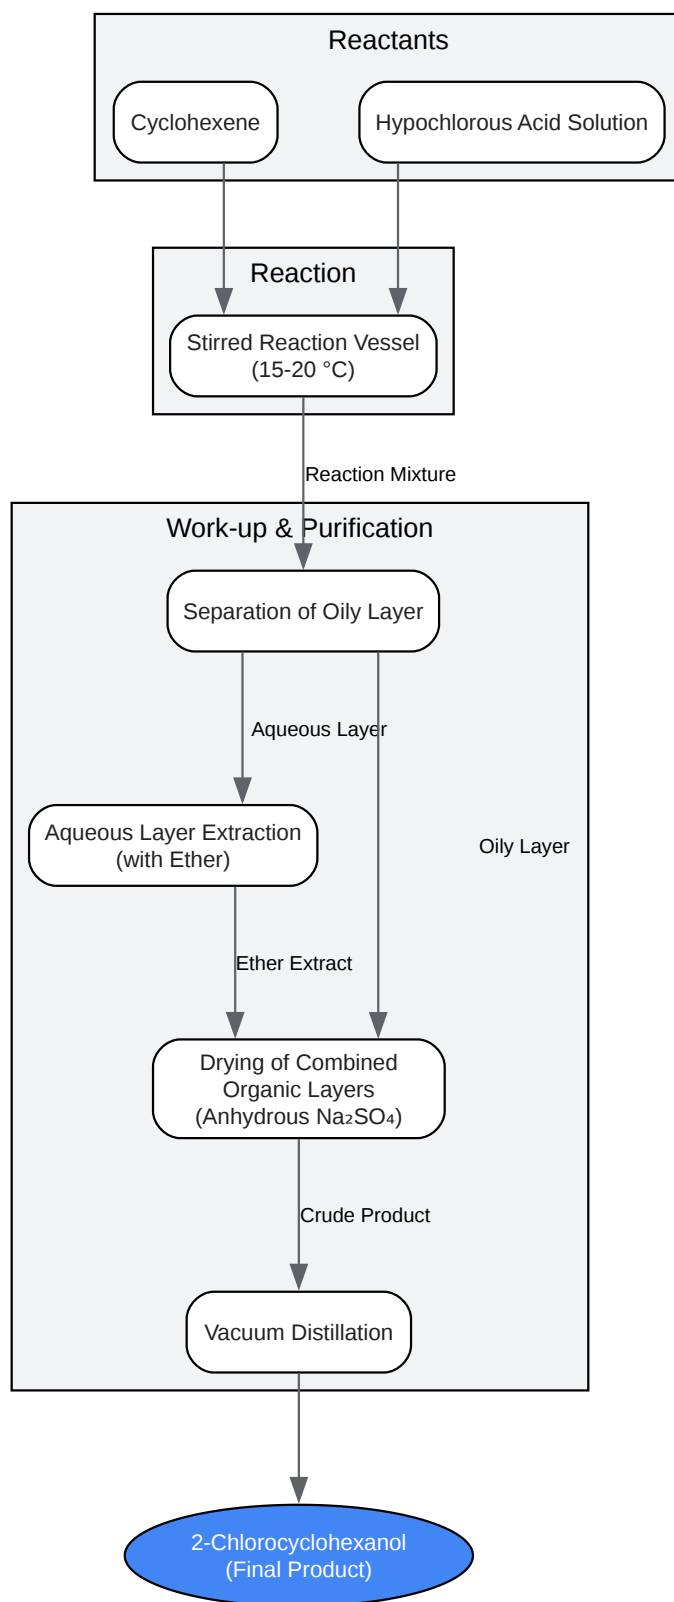 Reactants
Cyclohexene
Hypochlorous Acid Solution
Reaction
Stirred Reaction Vessel
(15-20 °C)
Reaction Mixture
Work-up & Purification
Separation of Oily Layer
Aqueous Layer
Aqueous Layer Extraction
(with Ether)
Oily Layer
Ether Extract
Drying of Combined
Organic Layers
(Anhydrous Na₂SO₄)
Crude Product
Vacuum Distillation
2-Chlorocyclohexanol
(Final Product)